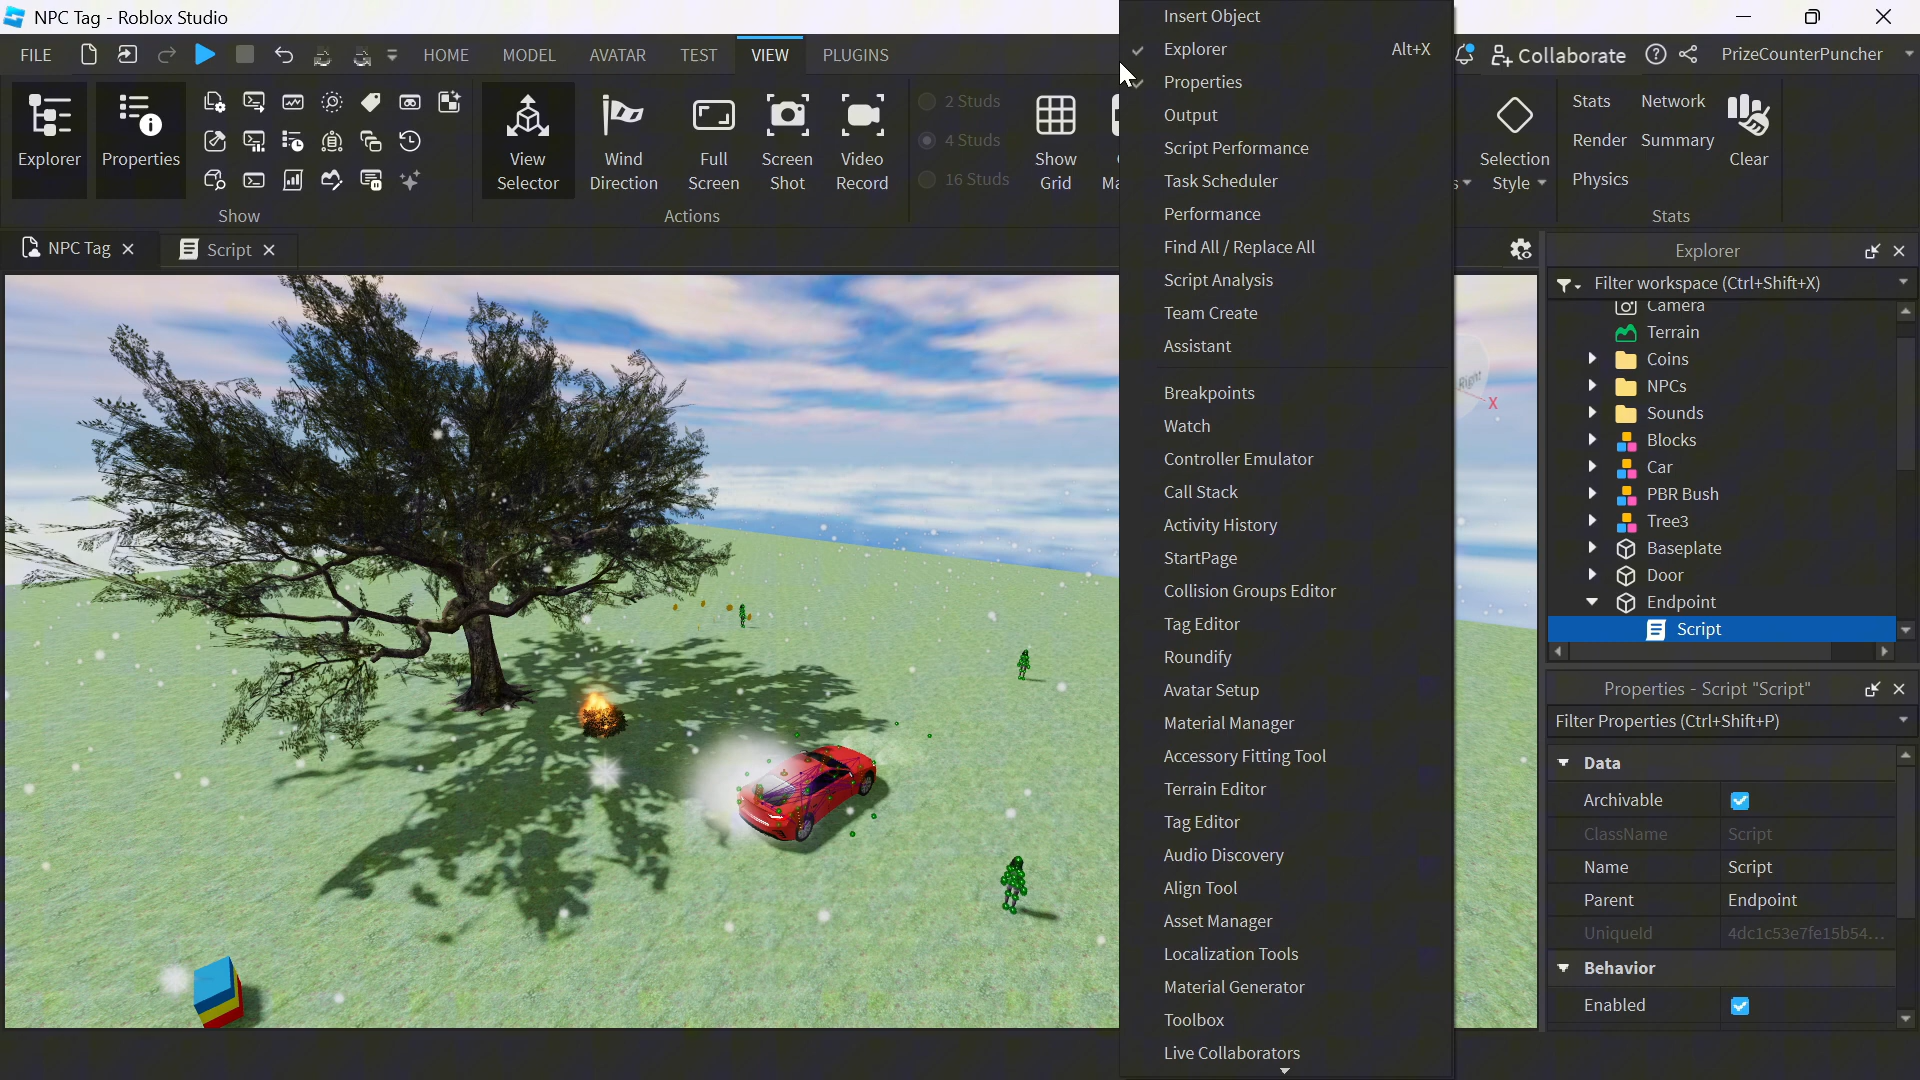 NPC Tag - Roblox Studio
FILE
HOME
MODEL
AVATAR
TEST
VIEW
PLUGINS
Collaborate
PrizeCounterPuncher
Explorer
Properties
Show
View
Selector
Wind
Direction
Full
Screen
Screen
Shot
Video
Record
Actions
2 Studs
4 Studs
16 Studs
Show
Grid
Selection
Style
Stats
Network
Render
Summary
Physics
Clear
Stats
NPC Tag
Script
Insert Object
Explorer Alt+X
Properties
Output
Script Performance
Task Scheduler
Performance
Find All / Replace All
Script Analysis
Team Create
Assistant
Breakpoints
Watch
Controller Emulator
Call Stack
Activity History
StartPage
Collision Groups Editor
Tag Editor
Roundify
Avatar Setup
Material Manager
Accessory Fitting Tool
Terrain Editor
Tag Editor
Audio Discovery
Align Tool
Asset Manager
Localization Tools
Material Generator
Toolbox
Live Collaborators
Right
X
Explorer
Filter workspace (Ctrl+Shift+X)
Camera
Terrain
Coins
NPCs
Sounds
Blocks
Car
PBR Bush
Tree3
Baseplate
Door
Endpoint
Script
Properties - Script "Script"
Filter Properties (Ctrl+Shift+P)
Data
Archivable
ClassName Script
Name Script
Parent Endpoint
UniqueId 4dc1c53e7fe15b54...
Behavior
Enabled